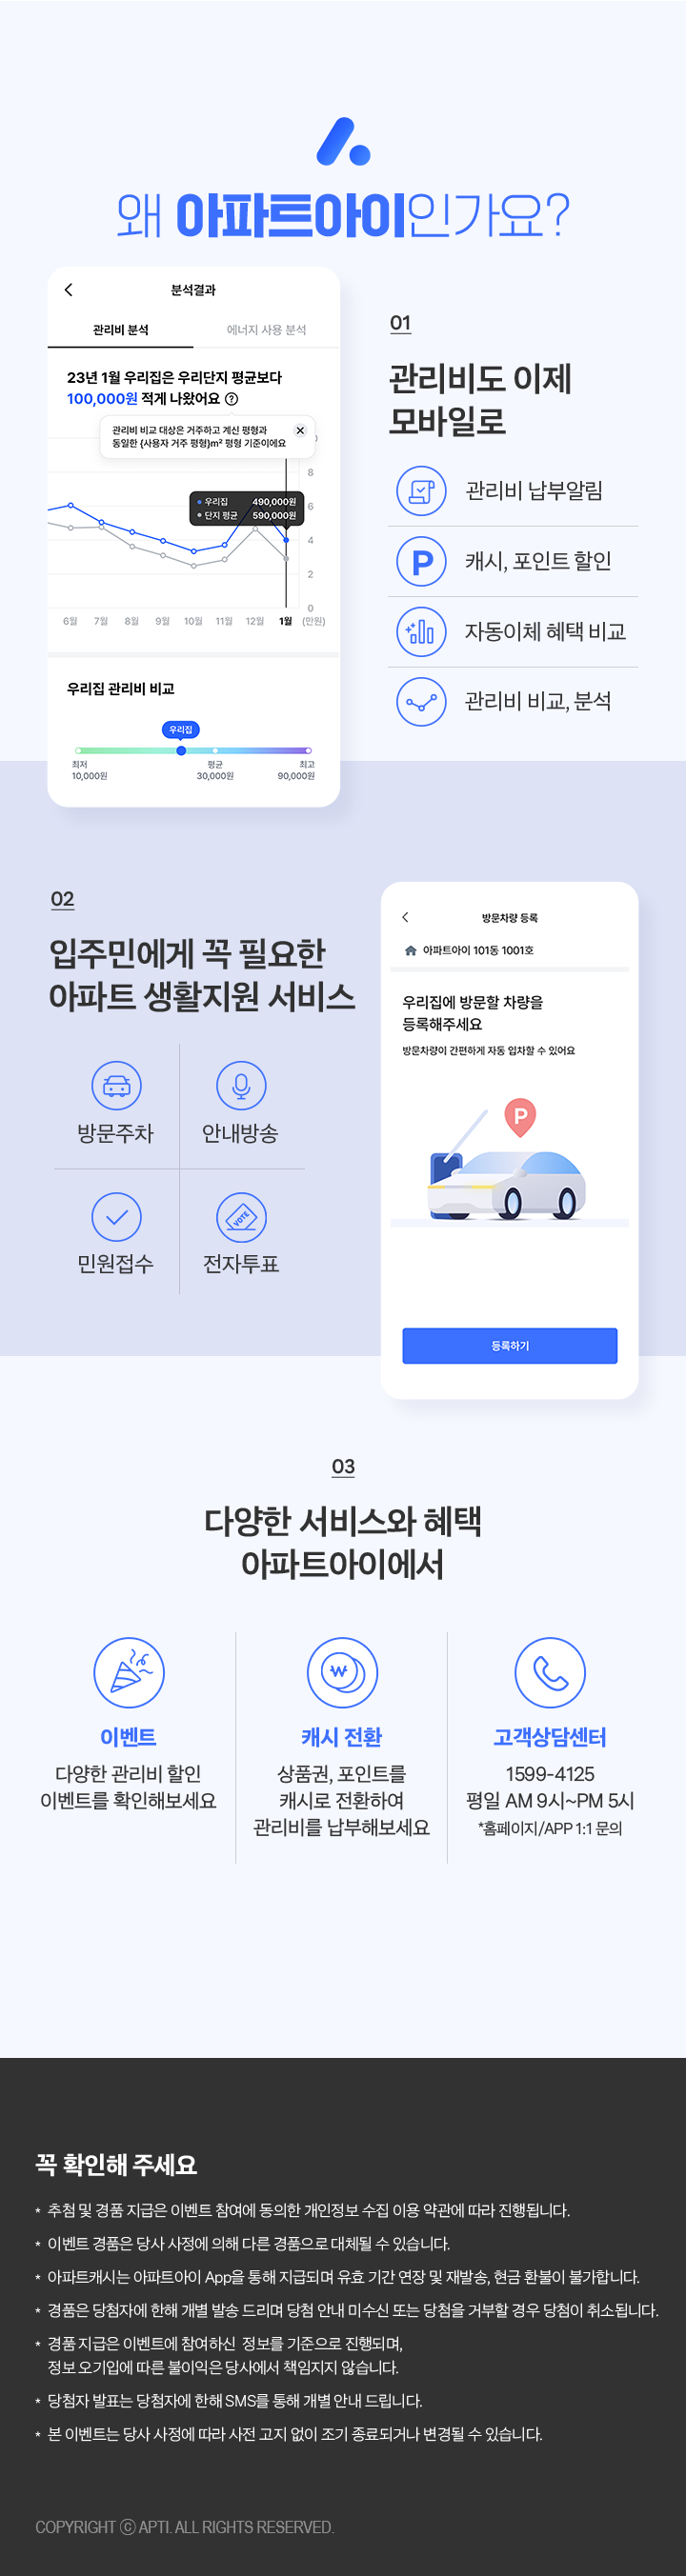 왜 아파트아이인가요?
분석결과
관리비 분석
에너지 사용 분석
23년 1월 우리집은 우리단지 평균보다
100,000원 적게 나왔어요 ?
관리비 비교 대상은 거주하고 계신 평형과
동일한 {사용자 거주 평형}m² 평형 기준이에요
8
우리집 490,000원
단지 평균 590,000원
6
4
2
0
6월 7월 8월 9월 10월 11월 12월 1월 (만원)
우리집 관리비 비교
우리집
최저 평균 최고
10,000원 30,000원 90,000원
01
관리비도 이제
모바일로
관리비 납부알림
P 캐시, 포인트 할인
자동이체 혜택 비교
관리비 비교, 분석
02
입주민에게 꼭 필요한
아파트 생활지원 서비스
방문주차 안내방송
VOTE
민원접수 전자투표
방문차량 등록
아파트아이 101동 1001호
우리집에 방문할 차량을
등록해주세요
방문차량이 간편하게 자동 입차할 수 있어요
P
등록하기
03
다양한 서비스와 혜택
아파트아이에서
이벤트
다양한 관리비 할인
이벤트를 확인해보세요
캐시 전환
상품권, 포인트를
캐시로 전환하여
관리비를 납부해보세요
고객상담센터
1599-4125
평일 AM 9시~PM 5시
*홈페이지/APP 1:1 문의
꼭 확인해 주세요
* 추첨 및 경품 지급은 이벤트 참여에 동의한 개인정보 수집 이용 약관에 따라 진행됩니다.
* 이벤트 경품은 당사 사정에 의해 다른 경품으로 대체될 수 있습니다.
* 아파트캐시는 아파트아이 App을 통해 지급되며 유효 기간 연장 및 재발송, 현금 환불이 불가합니다.
* 경품은 당첨자에 한해 개별 발송 드리며 당첨 안내 미수신 또는 당첨을 거부할 경우 당첨이 취소됩니다.
* 경품 지급은 이벤트에 참여하신 정보를 기준으로 진행되며,
정보 오기입에 따른 불이익은 당사에서 책임지지 않습니다.
* 당첨자 발표는 당첨자에 한해 SMS를 통해 개별 안내 드립니다.
* 본 이벤트는 당사 사정에 따라 사전 고지 없이 조기 종료되거나 변경될 수 있습니다.
COPYRIGHT ⓒ APTI. ALL RIGHTS RESERVED.